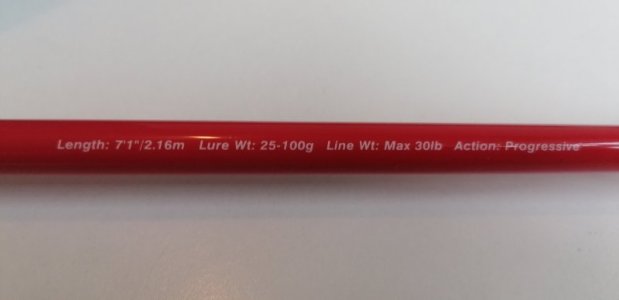 Length: 7'1"/2.16m Lure Wt: 25-100g Line Wt: Max 30lb Action: Progressive